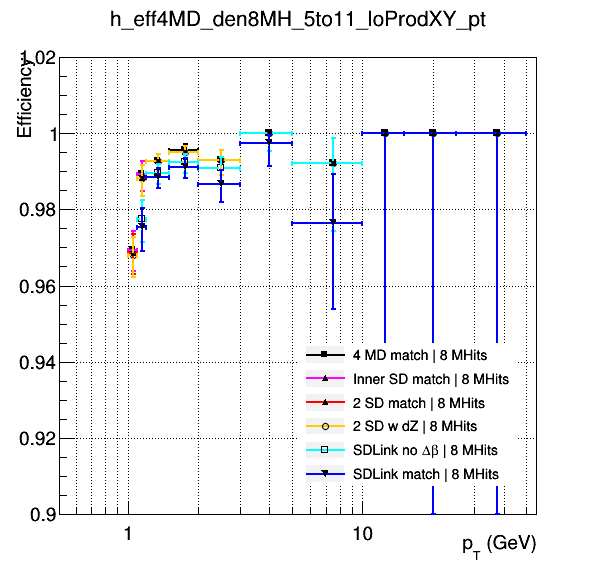 h_eff4MD_den8MH_5to11_loProdXY_pt
Efficiency
1.02
1
0.98
0.96
0.94
0.92
0.9
4 MD match | 8 MHits
Inner SD match | 8 MHits
2 SD match | 8 MHits
2 SD w dZ | 8 MHits
SDLink no Δβ | 8 MHits
SDLink match | 8 MHits
1
10
p_T (GeV)